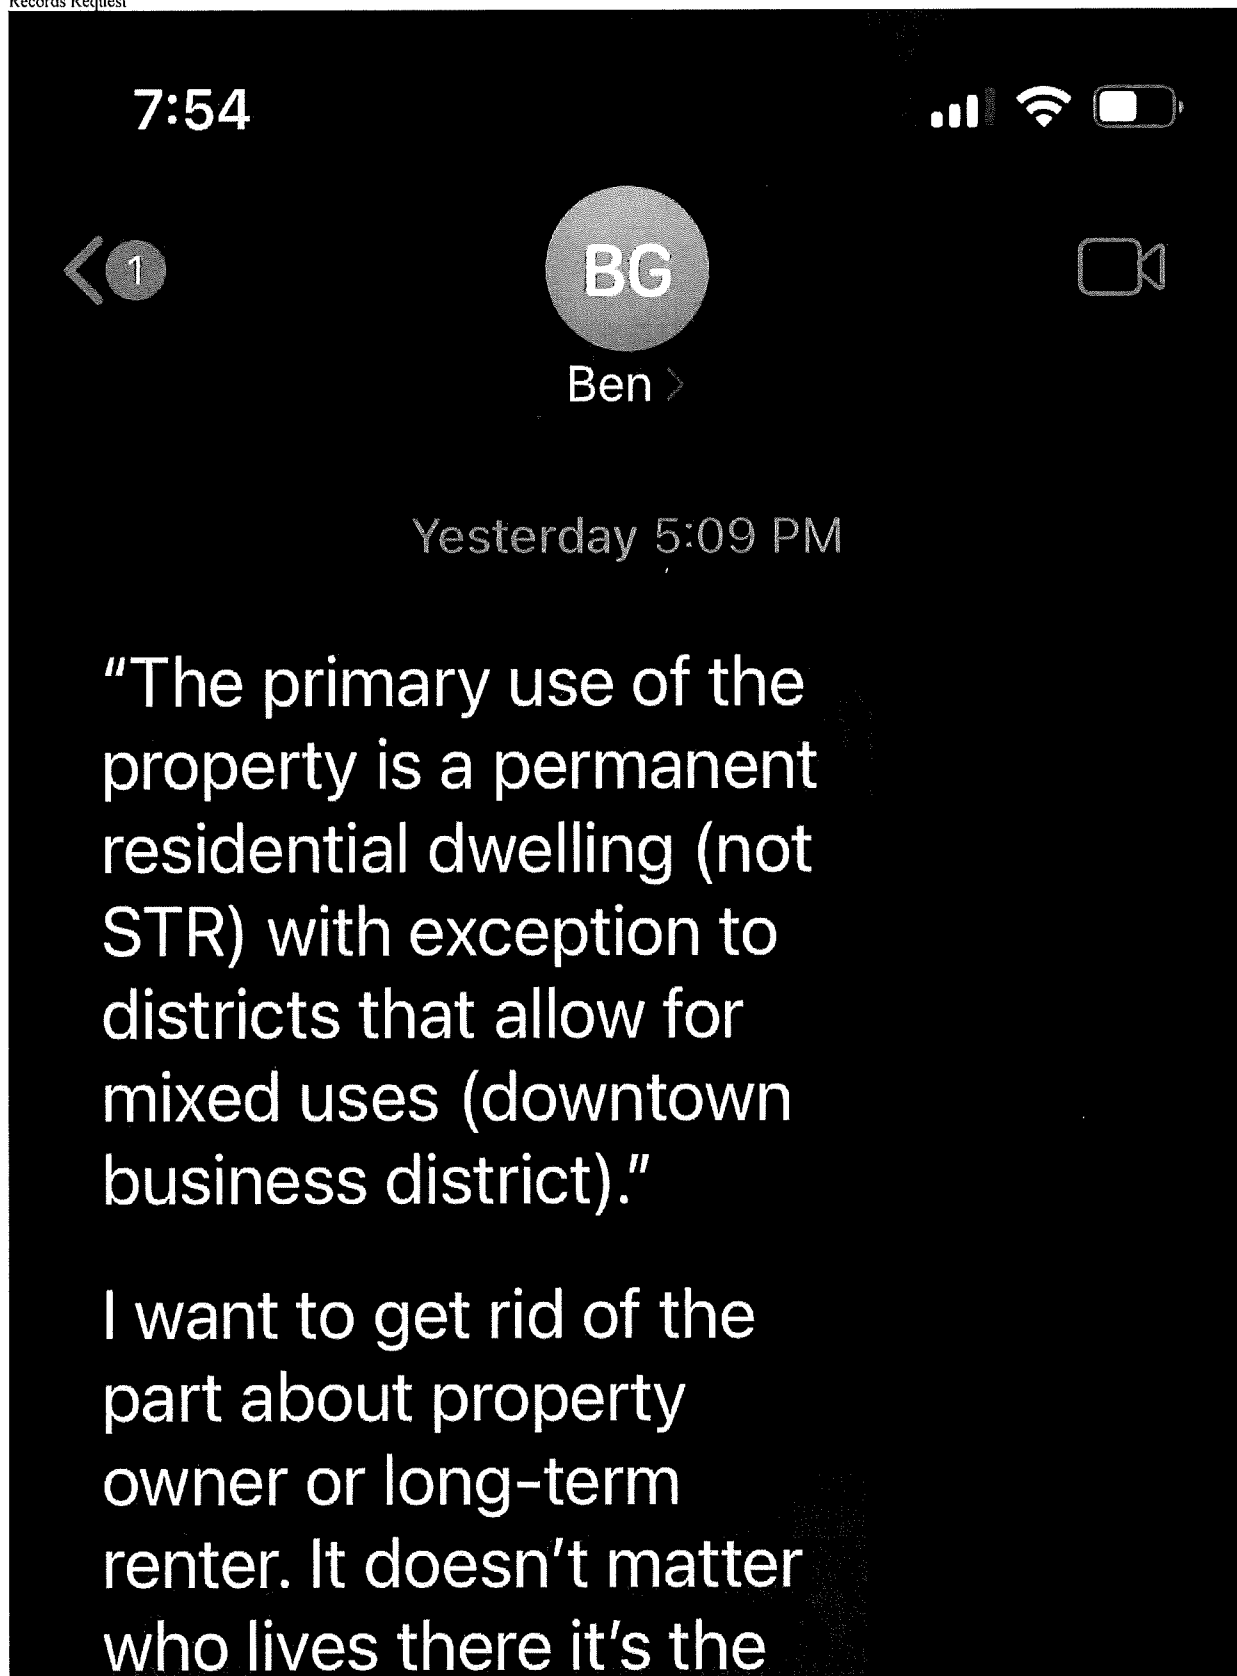 Records Request
7:54
1
BG
Ben
Yesterday 5:09 PM
“The primary use of the
property is a permanent
residential dwelling (not
STR) with exception to
districts that allow for
mixed uses (downtown
business district).”
I want to get rid of the
part about property
owner or long-term
renter. It doesn’t matter
who lives there it’s the